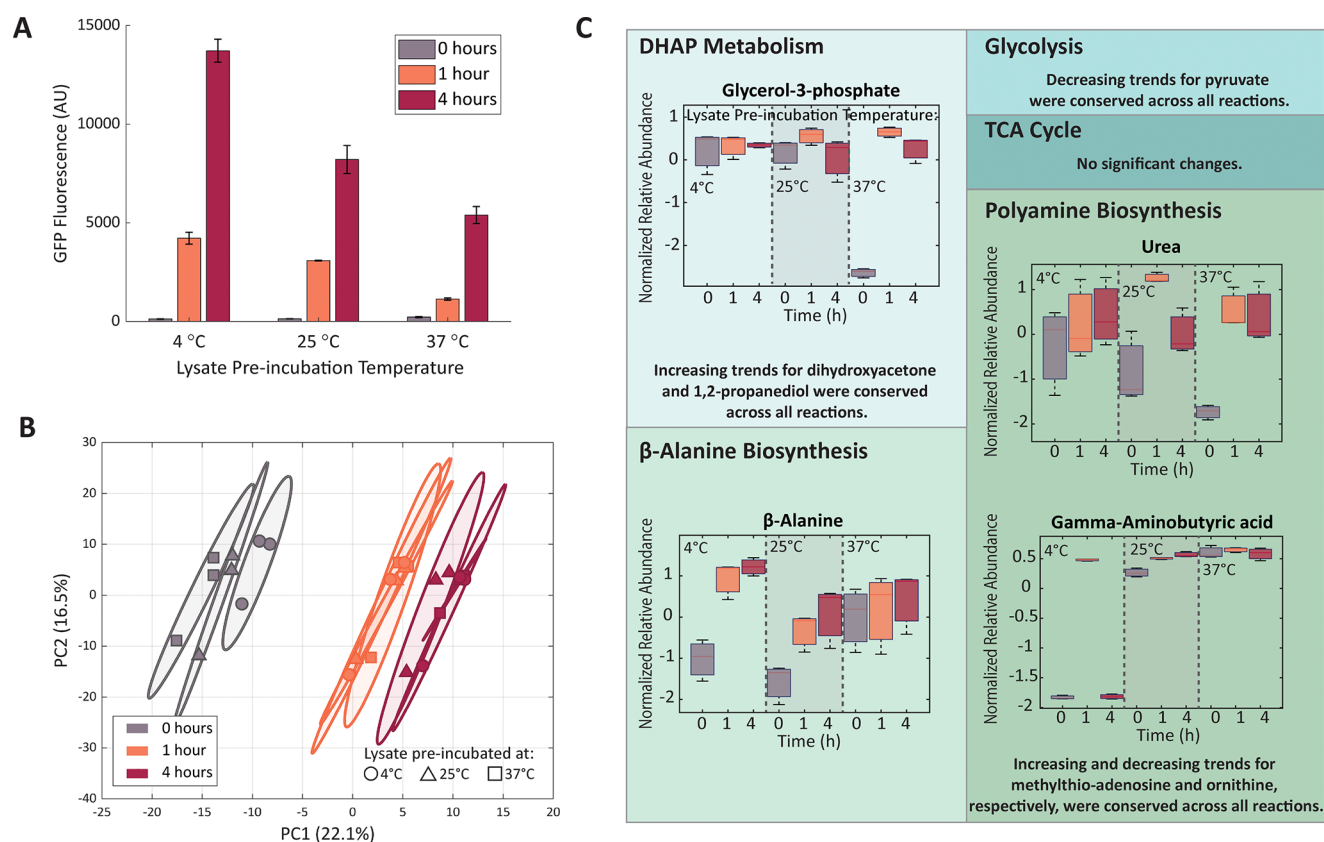 A
15000
10000
5000
0
GFP Fluorescence (AU)
0 hours
1 hour
4 hours
4 °C
25 °C
37 °C
Lysate Pre-incubation Temperature
B
30
20
10
0
-10
-20
-30
-40
PC2 (16.5%)
0 hours
1 hour
4 hours
Lysate pre-incubated at:
4°C 25°C 37°C
-25 -20 -15 -10 -5 0 5 10 15 20
PC1 (22.1%)
C
DHAP Metabolism
Glycerol-3-phosphate
Lysate Pre-incubation Temperature:
Normalized Relative Abundance
1
0
-2
4°C
25°C
37°C
0 1 4 0 1 4 0 1 4
Time (h)
Increasing trends for dihydroxyacetone
and 1,2-propanediol were conserved
across all reactions.
β-Alanine Biosynthesis
β-Alanine
Normalized Relative Abundance
1
0
-1
-2
4°C
25°C
37°C
0 1 4 0 1 4 0 1 4
Time (h)
Glycolysis
Decreasing trends for pyruvate
were conserved across all reactions.
TCA Cycle
No significant changes.
Polyamine Biosynthesis
Urea
Normalized Relative Abundance
1
0
-1
-2
4°C
25°C
37°C
0 1 4 0 1 4 0 1 4
Time (h)
Gamma-Aminobutyric acid
Normalized Relative Abundance
0.5
0
-1
-1.5
-2
4°C
25°C
37°C
0 1 4 0 1 4 0 1 4
Time (h)
Increasing and decreasing trends for
methylthio-adenosine and ornithine,
respectively, were conserved across all reactions.